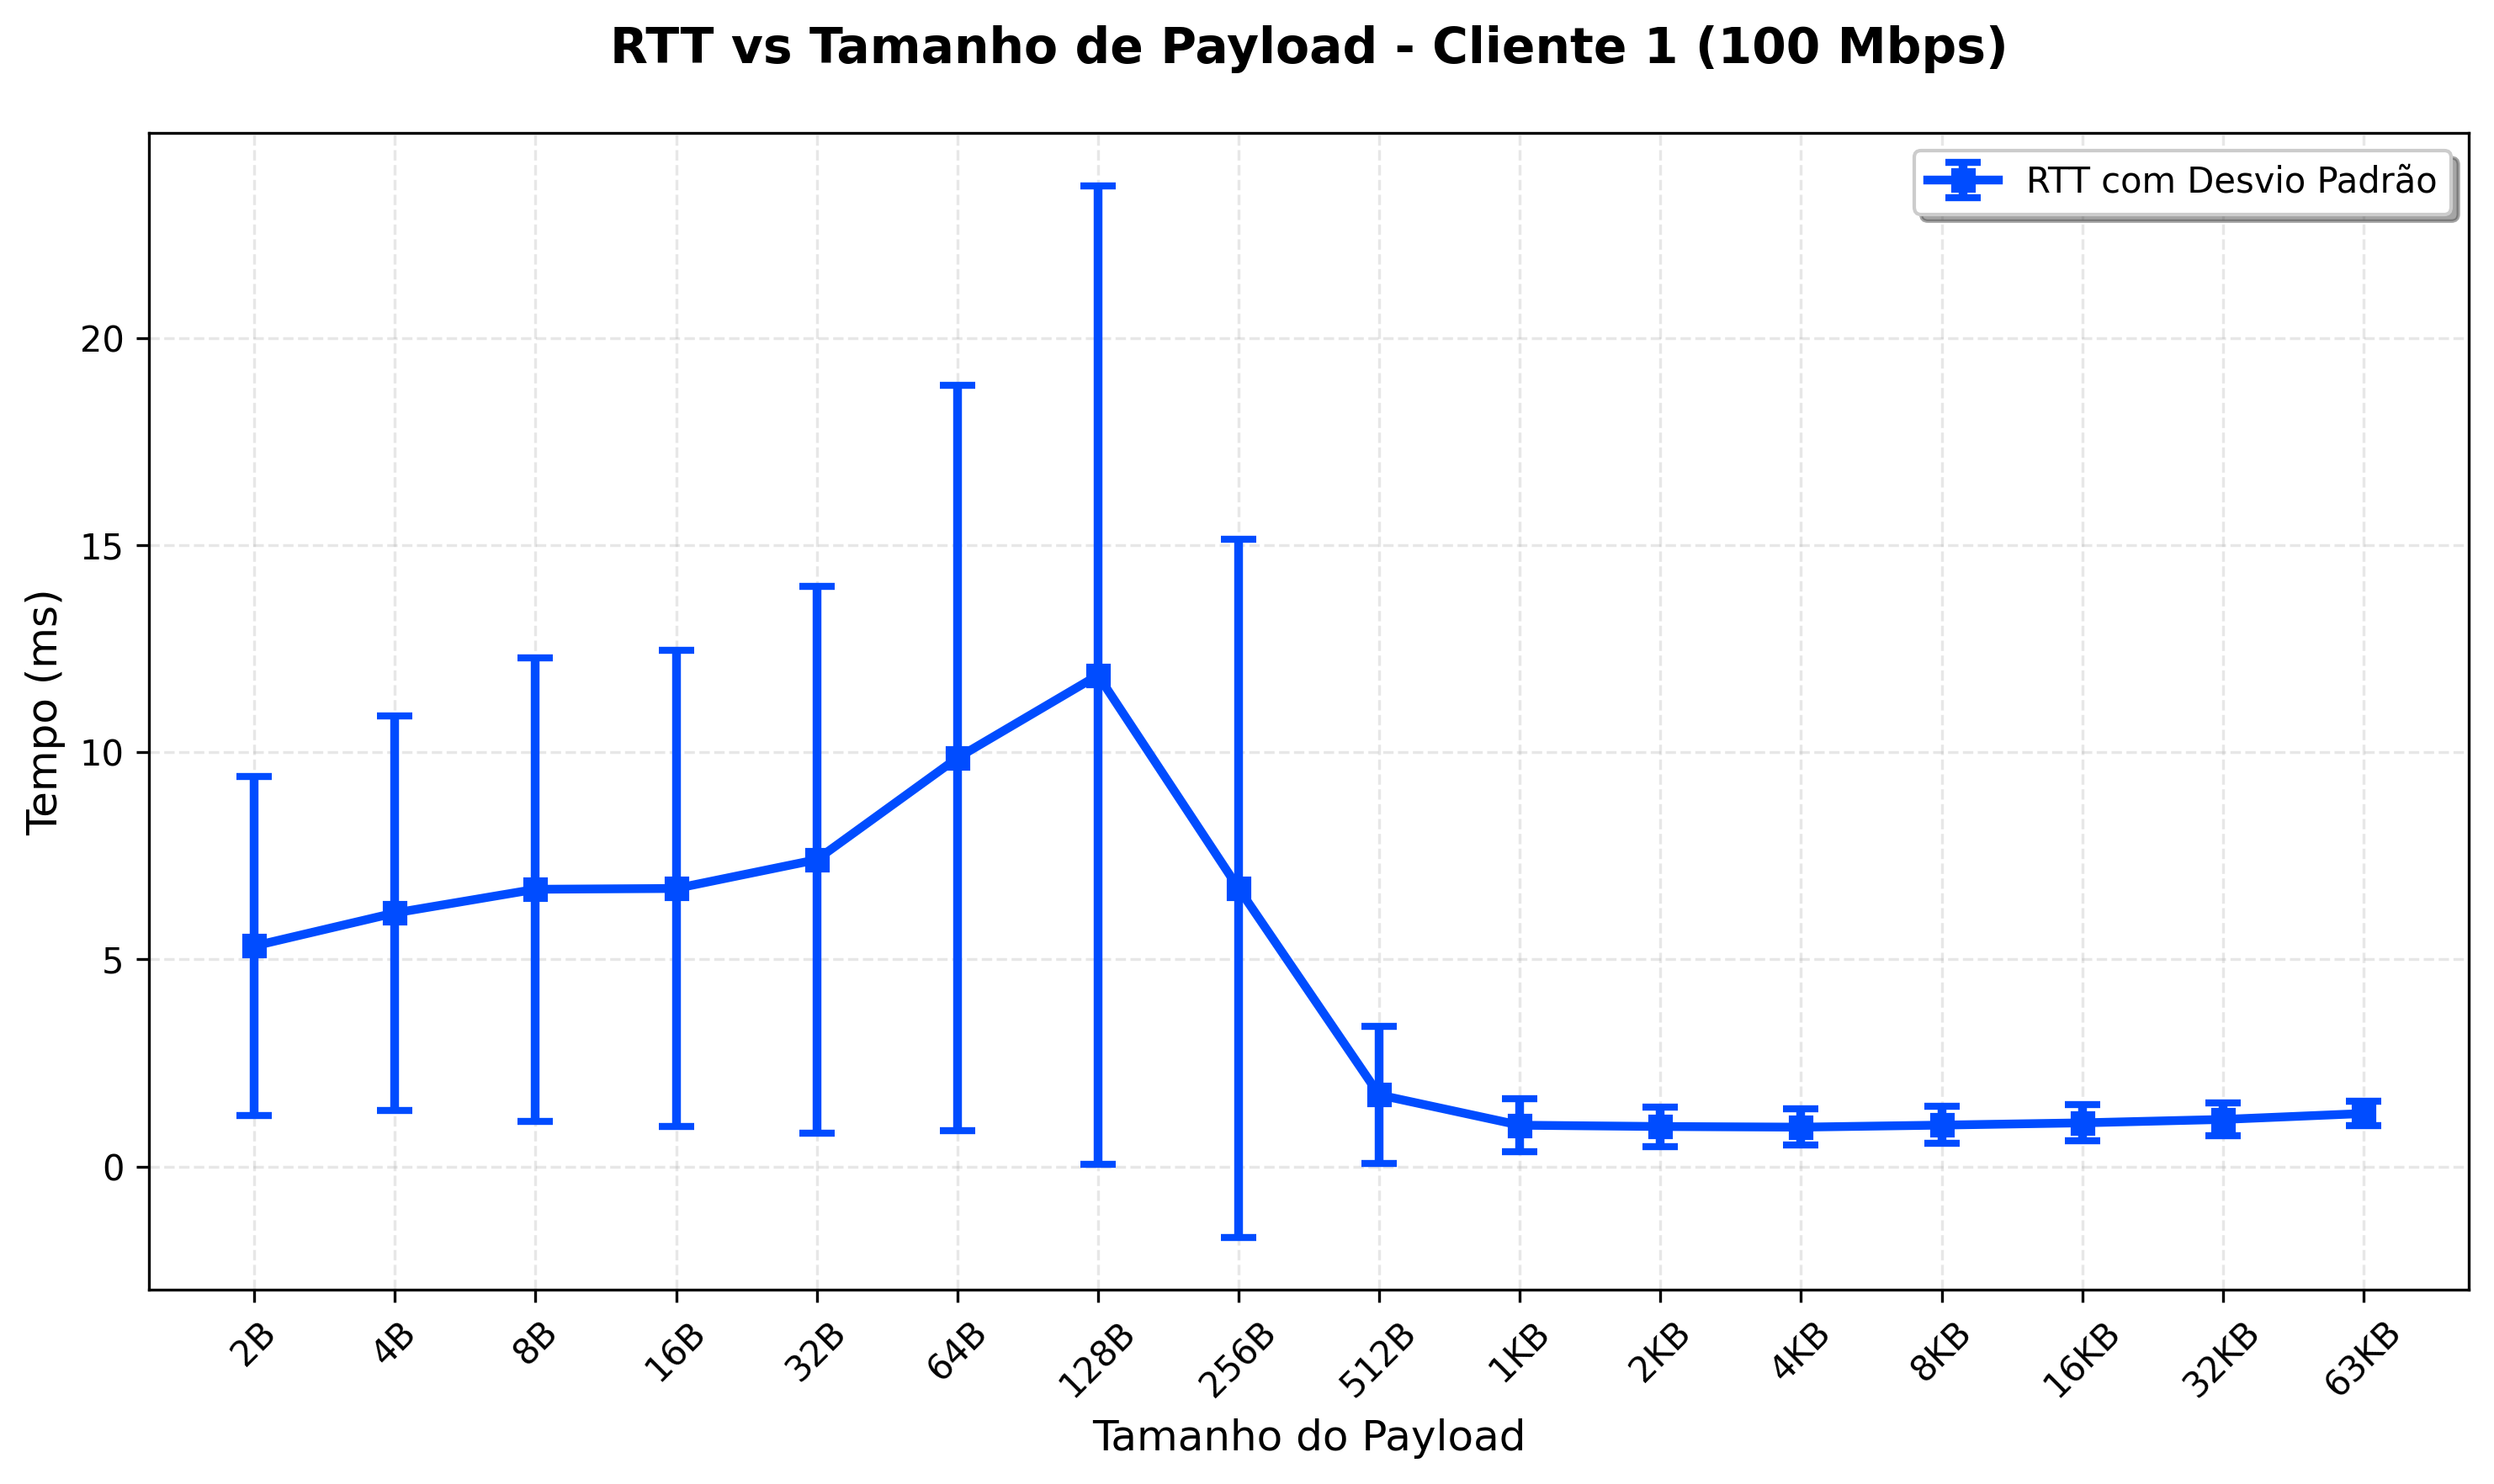 RTT vs Tamanho de Payload - Cliente 1 (100 Mbps)
RTT com Desvio Padrão
Tempo (ms)
20
15
10
5
0
2B
4B
8B
16B
32B
64B
128B
256B
512B
1KB
2KB
4KB
8KB
16KB
32KB
63KB
Tamanho do Payload